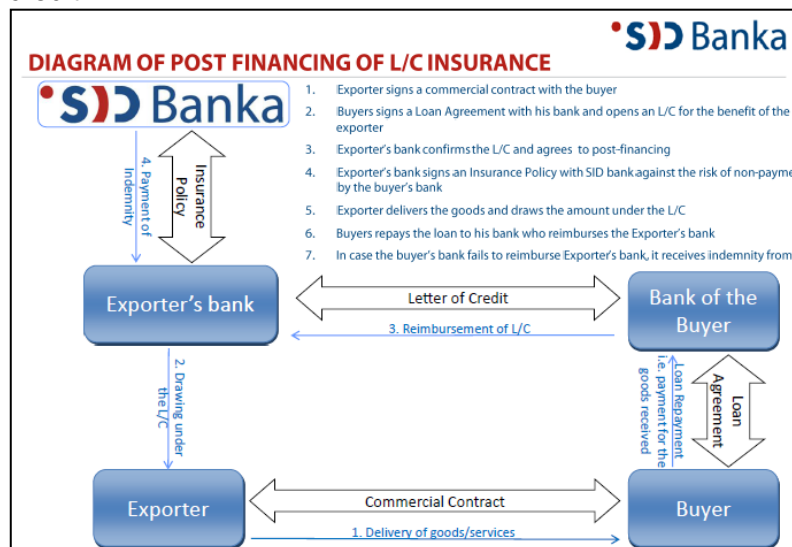 SID Banka
DIAGRAM OF POST FINANCING OF L/C INSURANCE
SID Banka
1. Exporter signs a commercial contract with the buyer
2. Buyers signs a Loan Agreement with his bank and opens an L/C for the benefit of the
exporter
3. Exporter's bank confirms the L/C and agrees to post-financing
4. Exporter's bank signs an Insurance Policy with SID bank against the risk of non-payme
by the buyer's bank
5. Exporter delivers the goods and draws the amount under the L/C
6. Buyers repays the loan to his bank who reimburses the Exporter's bank
7. In case the buyer's bank fails to reimburse Exporter's bank, it receives indemnity from
4. Payment of
Indemnity
Insurance
Policy
Exporter's bank
Letter of Credit
3. Reimbursement of L/C
Bank of the
Buyer
2. Drawing under
the L/C
Loan Repayment
i.e. payment for the
goods received
Loan
Agreement
Exporter
Commercial Contract
1. Delivery of goods/services
Buyer